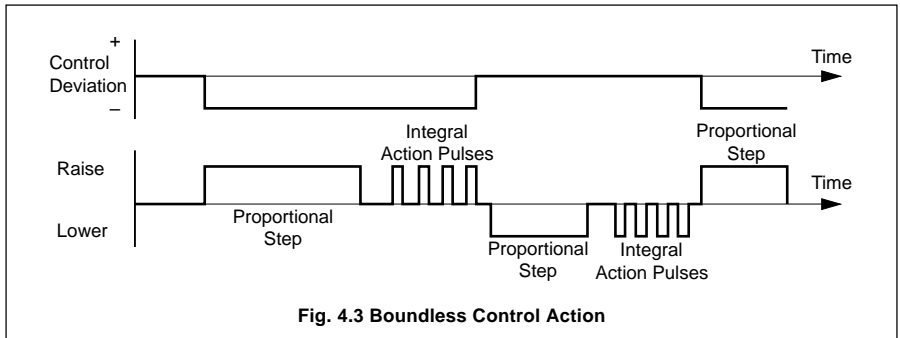 +
Control
Deviation
–
Time
Integral
Action Pulses
Proportional
Step
Raise
Time
Lower
Proportional
Step
Proportional
Step
Integral
Action Pulses
Fig. 4.3 Boundless Control Action